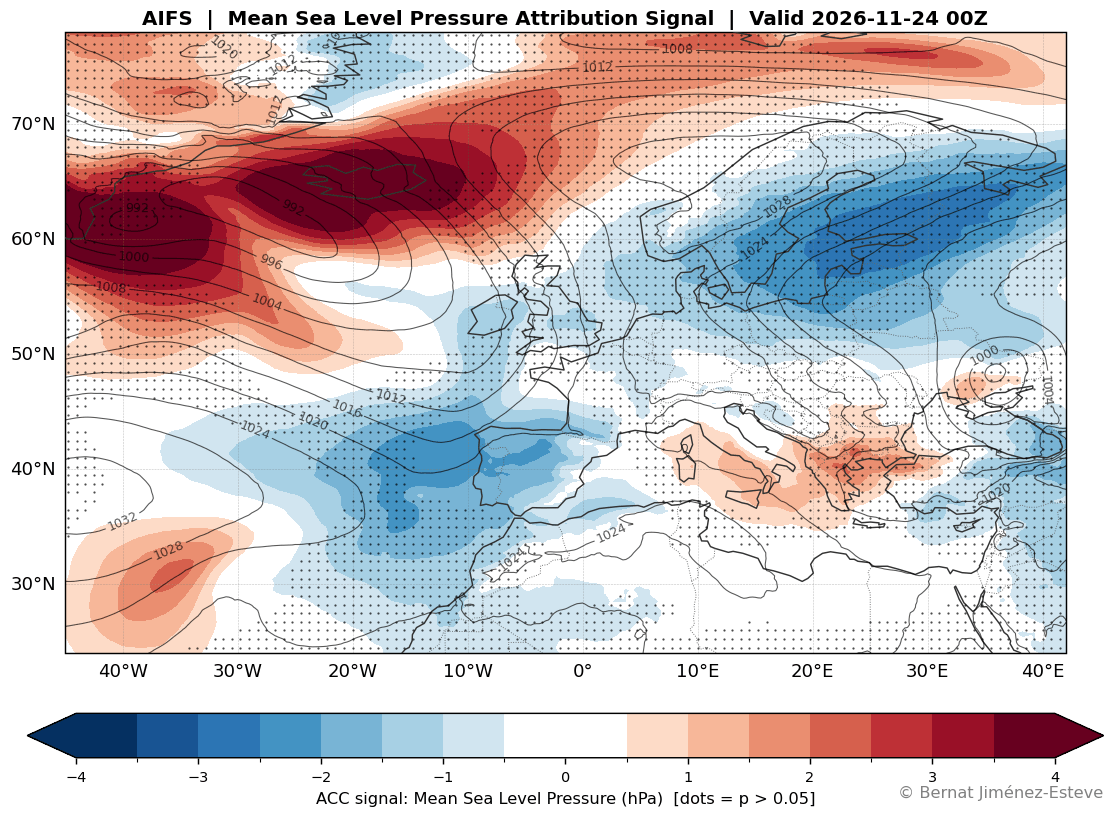 AIFS | Mean Sea Level Pressure Attribution Signal | Valid 2026-11-24 00Z
1020
1016
1008
1012
1012
1012
70°N
1028
992
992
60°N
1024
1000
996
1008
1004
1000
50°N
1004
1012
1016
1020
1024
40°N
1020
1032
1024
1028
1024
30°N
40°W 30°W 20°W 10°W 0° 10°E 20°E 30°E 40°E
−4 −3 −2 −1 0 1 2 3 4
ACC signal: Mean Sea Level Pressure (hPa) [dots = p > 0.05]
© Bernat Jiménez-Esteve